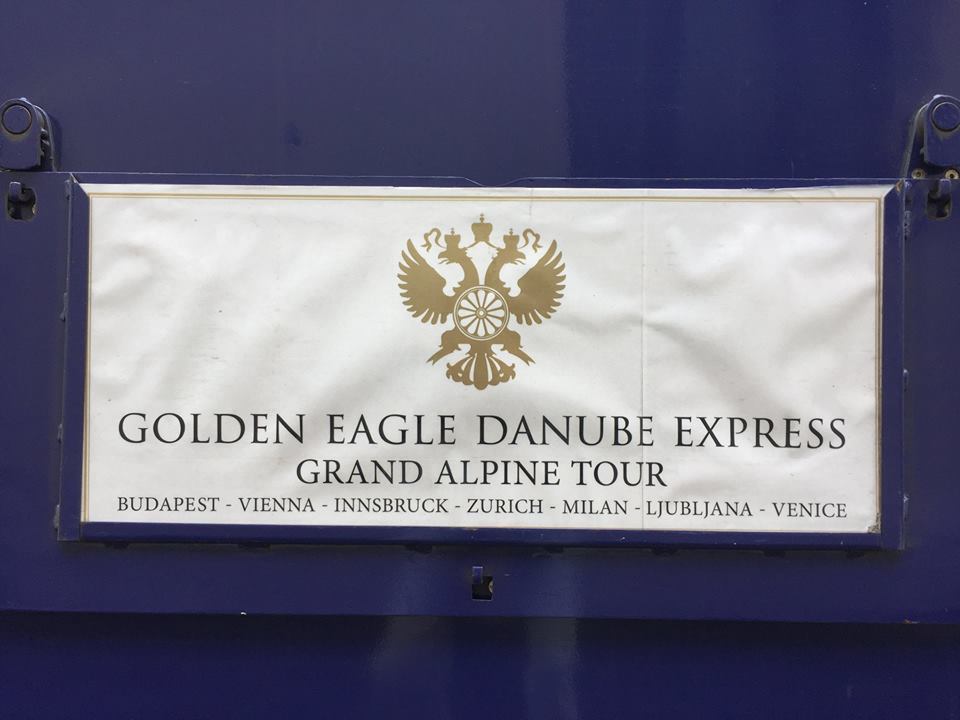 GOLDEN EAGLE DANUBE EXPRESS
GRAND ALPINE TOUR
BUDAPEST - VIENNA - INNSBRUCK - ZURICH - MILAN - LJUBLJANA - VENICE